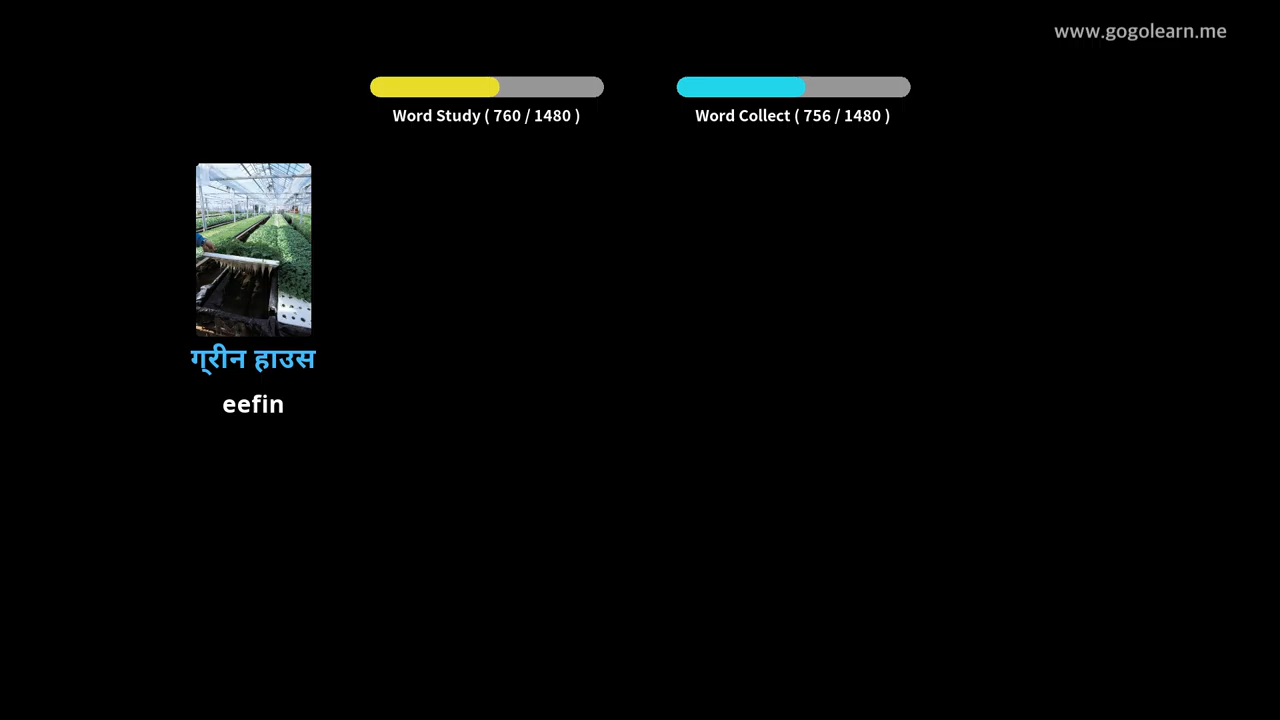 www.gogolearn.me
Word Study ( 760 / 1480 )
Word Collect ( 756 / 1480 )
ग्रीन हाउस
eefin